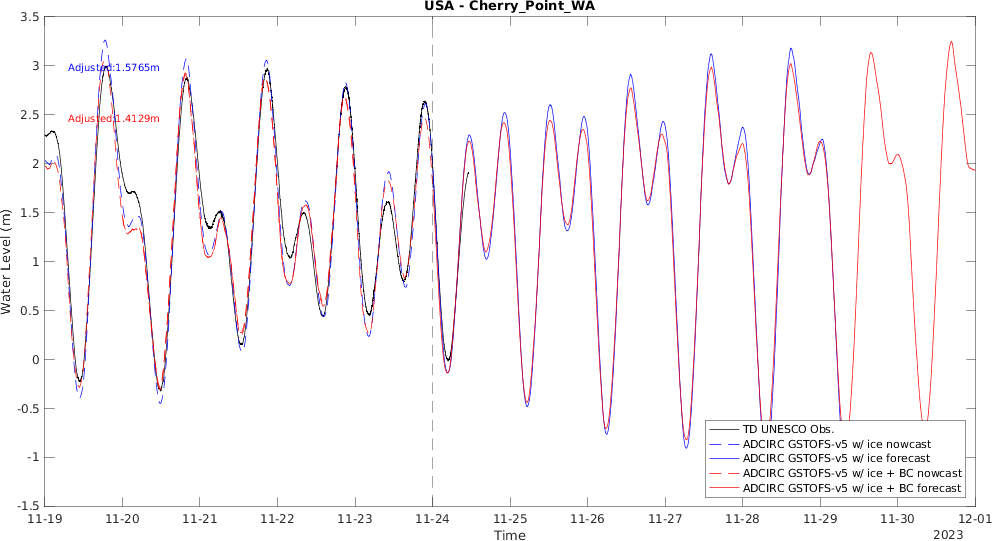 USA - Cherry_Point_WA
3.5
3
2.5
2
1.5
1
0.5
0
-0.5
-1
-1.5
Water Level (m)
Adjusted:1.5765m
Adjusted:1.4129m
TD UNESCO Obs.
ADCIRC GSTOFS-v5 w/ ice nowcast
ADCIRC GSTOFS-v5 w/ ice forecast
ADCIRC GSTOFS-v5 w/ ice + BC nowcast
ADCIRC GSTOFS-v5 w/ ice + BC forecast
11-19 11-20 11-21 11-22 11-23 11-24 11-25 11-26 11-27 11-28 11-29 11-30 12-01
Time
2023